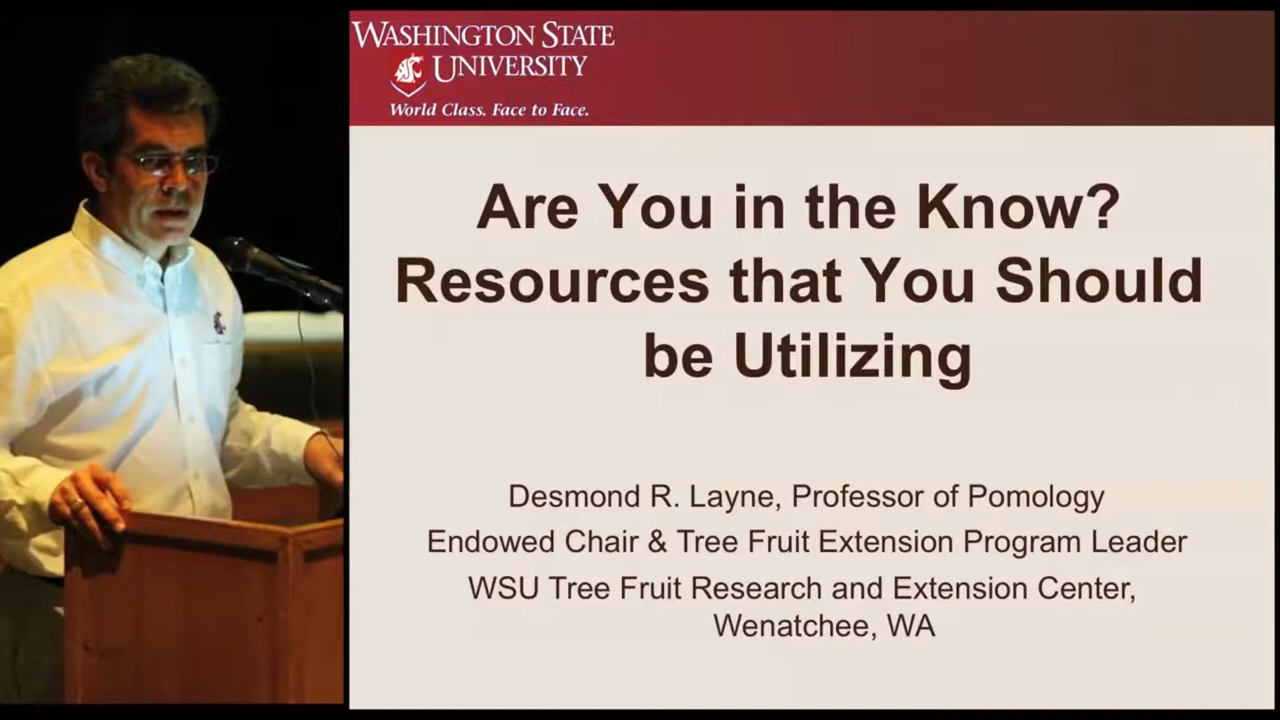 WASHINGTON STATE
UNIVERSITY
World Class. Face to Face.
Are You in the Know?
Resources that You Should
be Utilizing
Desmond R. Layne, Professor of Pomology
Endowed Chair & Tree Fruit Extension Program Leader
WSU Tree Fruit Research and Extension Center,
Wenatchee, WA